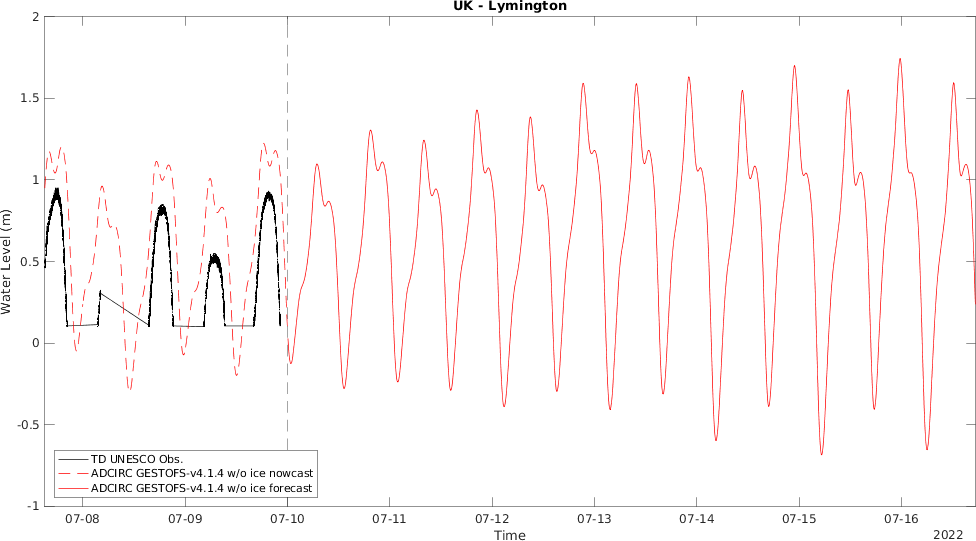 UK - Lymington
2
1.5
1
0.5
0
-0.5
-1
Water Level (m)
TD UNESCO Obs.
ADCIRC GESTOFS-v4.1.4 w/o ice nowcast
ADCIRC GESTOFS-v4.1.4 w/o ice forecast
07-08 07-09 07-10 07-11 07-12 07-13 07-14 07-15 07-16
Time
2022